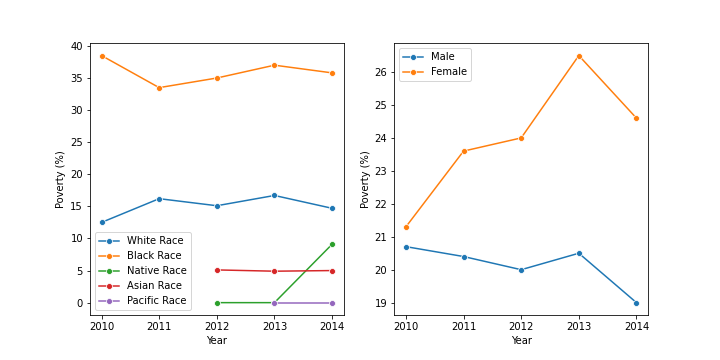 40
35
30
25
20
15
10
5
0
Poverty (%)
White Race
Black Race
Native Race
Asian Race
Pacific Race
2010 2011 2012 2013 2014
Year
26
25
24
23
22
21
20
19
Poverty (%)
Male
Female
2010 2011 2012 2013 2014
Year